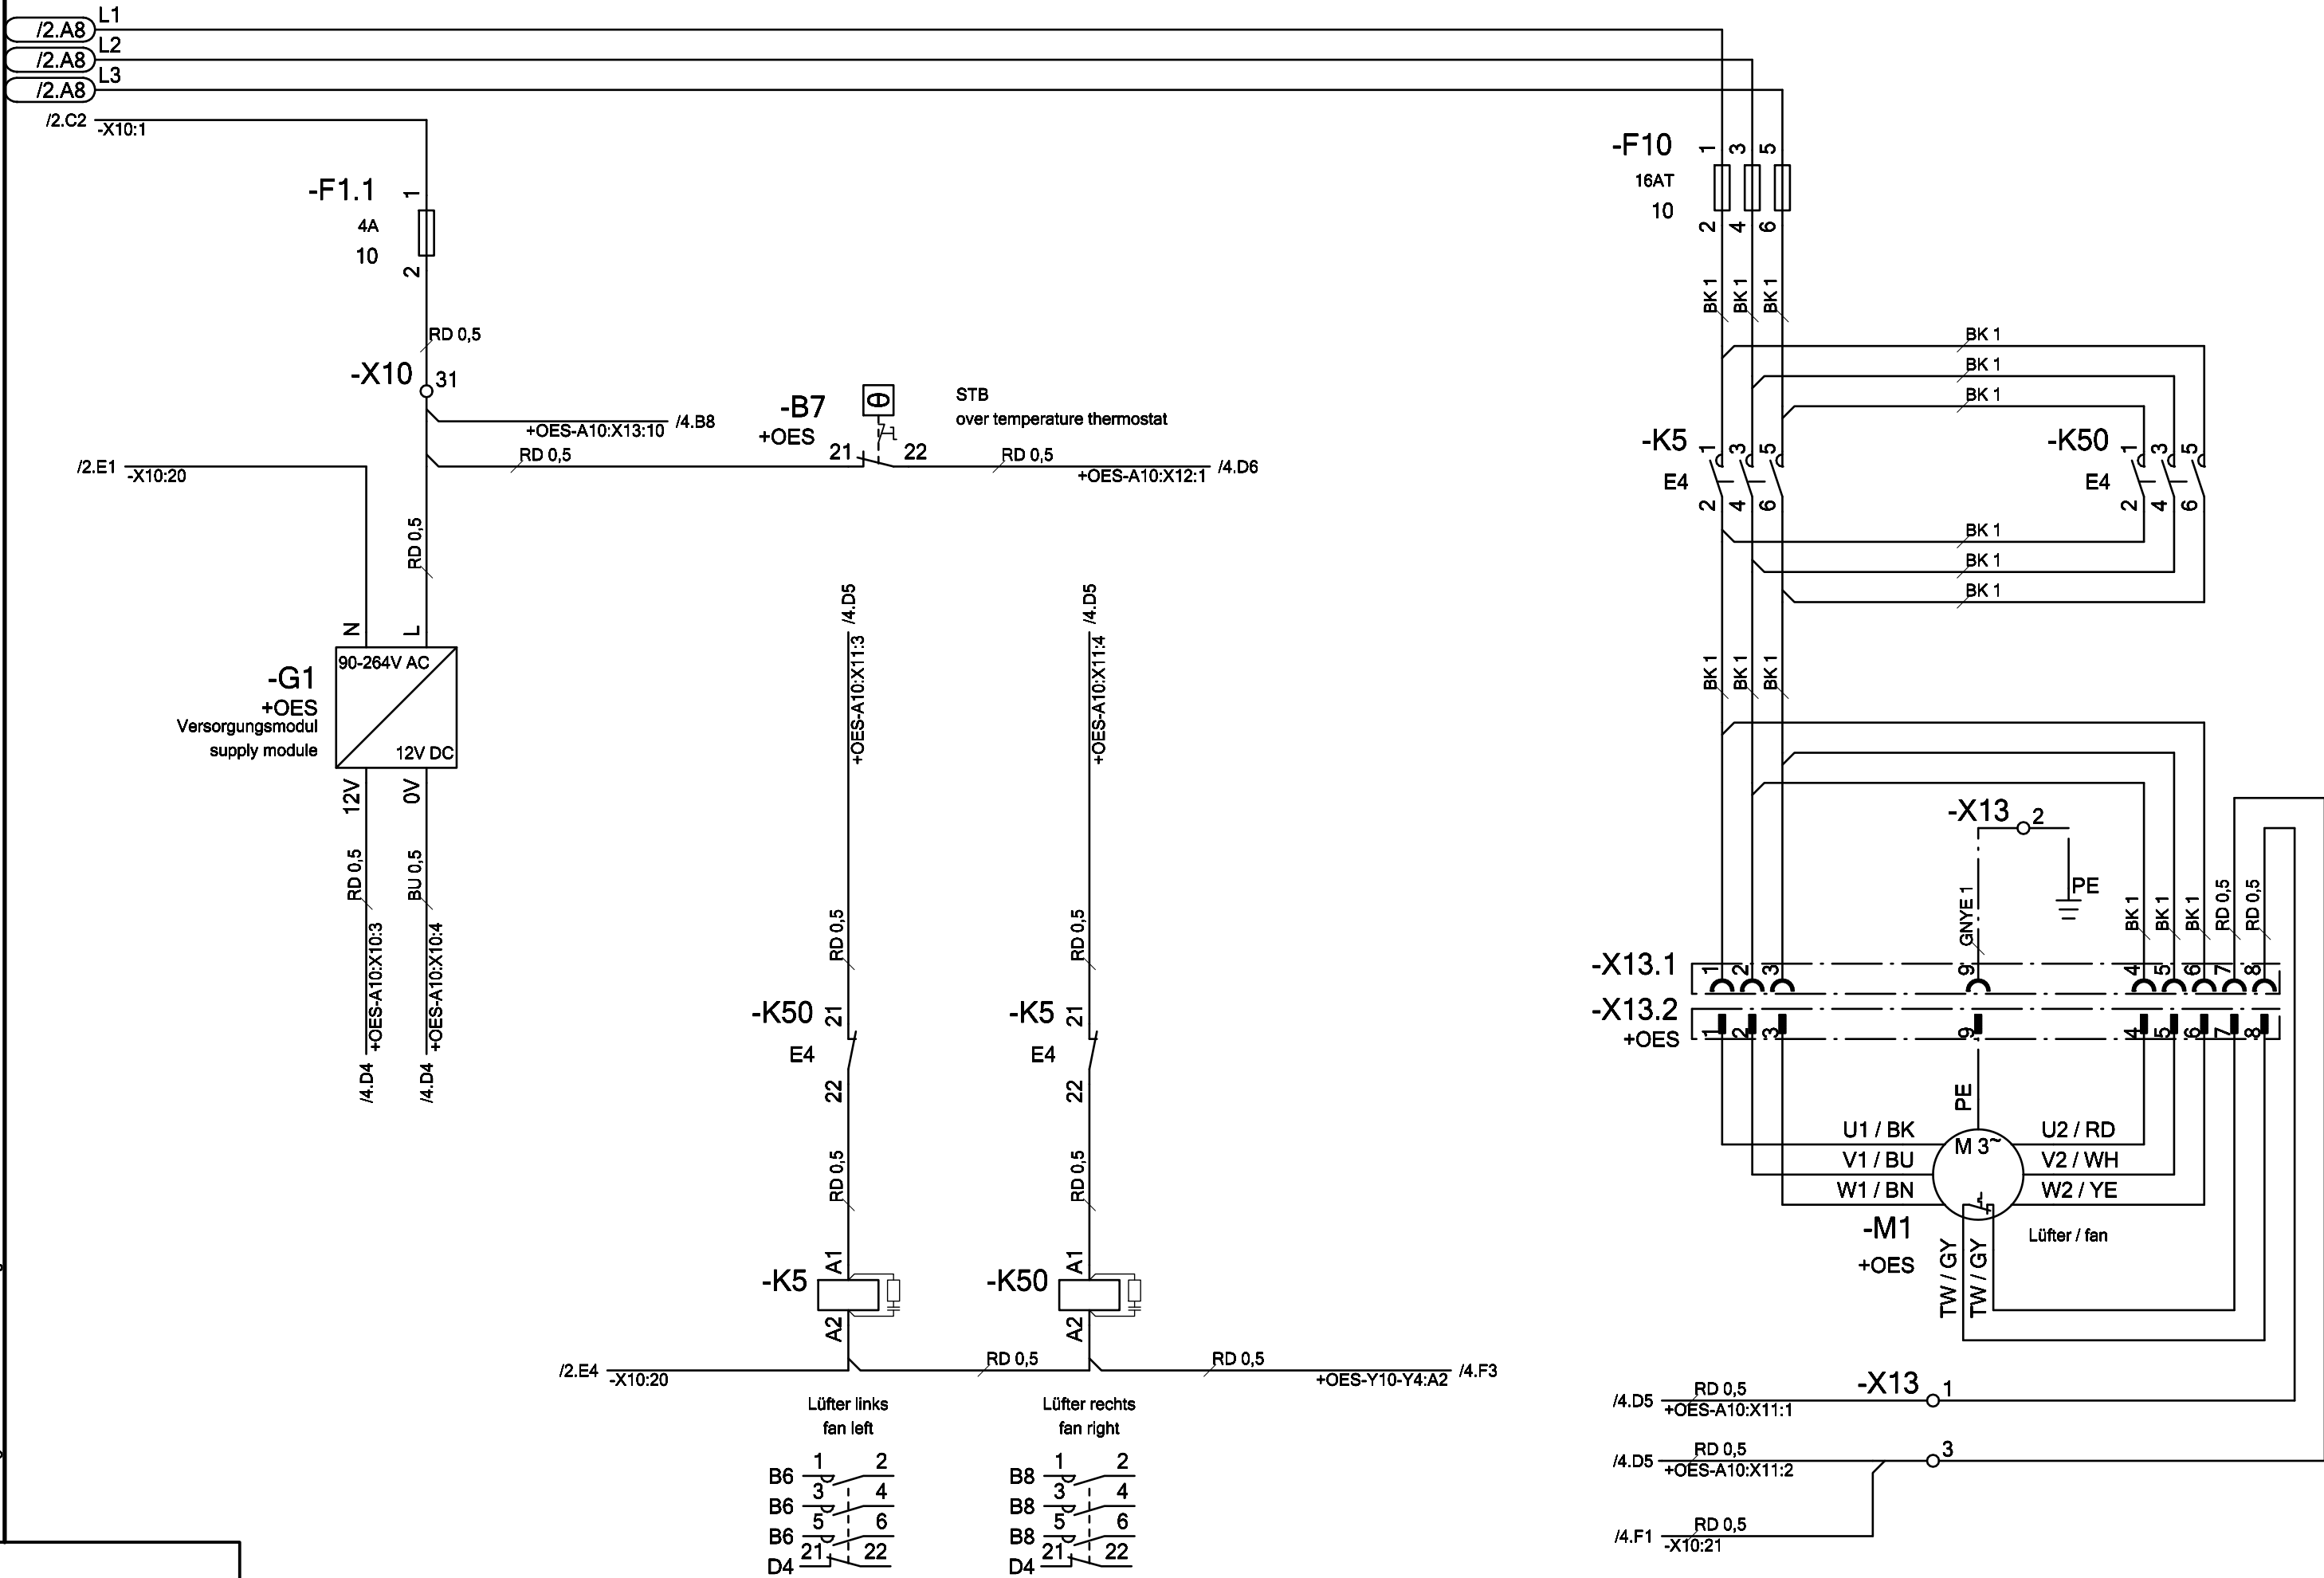 L1
/2.A8
L2
/2.A8
L3
/2.A8
/2.C2
-X10:1
-F1.1
1
4A
10
2
RD 0,5
-X10
31
+OES-A10:X13:10
/4.B8
/2.E1
-X10:20
RD 0,5
-B7
+OES
21
22
STB
over temperature thermostat
RD 0,5
+OES-A10:X12:1
/4.D6
RD 0,5
N
L
90-264V AC
12V DC
-G1
+OES
Versorgungsmodul
supply module
12V
0V
RD 0,5
BU 0,5
+OES-A10:X10:3
+OES-A10:X10:4
/4.D4
/4.D4
/4.D5
+OES-A10:X11:3
RD 0,5
-K50
21
E4
22
RD 0,5
-K5
A1
A2
/4.D5
+OES-A10:X11:4
RD 0,5
-K5
21
E4
22
RD 0,5
-K50
A1
A2
/2.E4
-X10:20
RD 0,5
RD 0,5
+OES-Y10-Y4:A2
/4.F3
Lüfter links
fan left
B6 1 2
B6 3 4
B6 5 6
D4 21 22
Lüfter rechts
fan right
B8 1 2
B8 3 4
B8 5 6
D4 21 22
-F10
16AT
10
1 3 5
2 4 6
BK 1 BK 1 BK 1
BK 1
BK 1
BK 1
-K5
E4
1 3 5
2 4 6
-K50
E4
1 3 5
2 4 6
BK 1
BK 1
BK 1
BK 1 BK 1 BK 1
-X13
2
PE
GNYE 1
BK 1 BK 1 BK 1 RD 0,5 RD 0,5
-X13.1
1 2 3 9 4 5 6 7 8
-X13.2
+OES
1 2 3 9 4 5 6 7 8
PE
U1 / BK
V1 / BU
W1 / BN
M 3~
U2 / RD
V2 / WH
W2 / YE
-M1
+OES
Lüfter / fan
TW / GY
TW / GY
/4.D5
RD 0,5
+OES-A10:X11:1
-X13
1
/4.D5
RD 0,5
+OES-A10:X11:2
3
/4.F1
RD 0,5
-X10:21